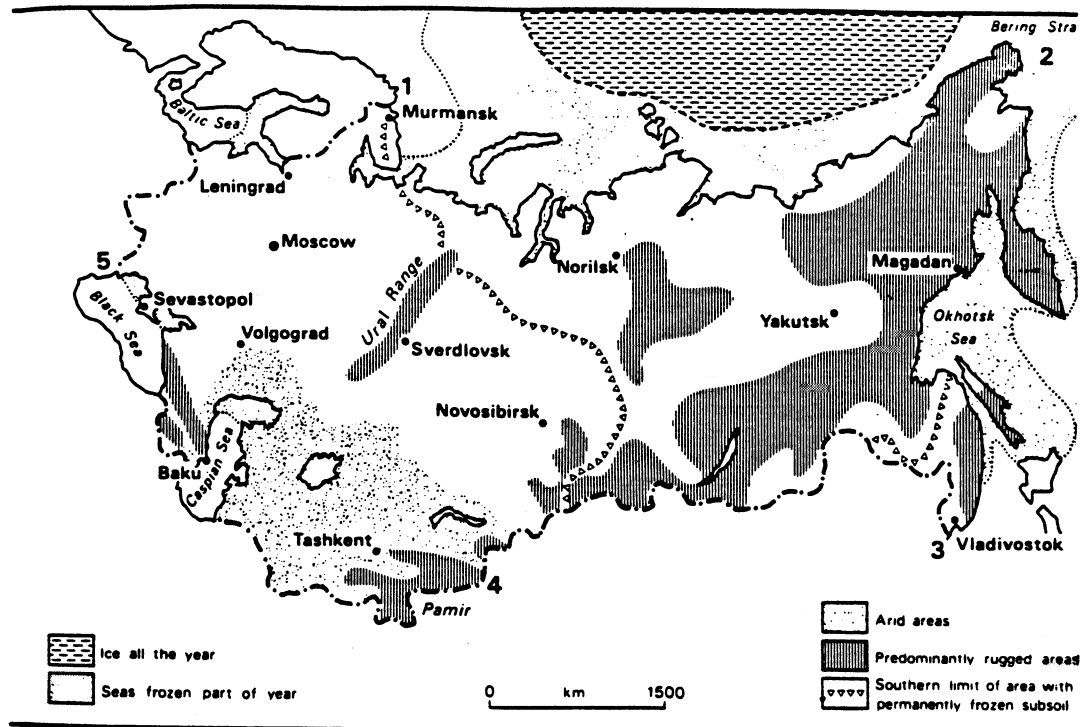 Bering Stra
2
1
Murmansk
Baltic Sea
Leningrad
Moscow
Norilsk
Magadan
5
Sevastopol
Black Sea
Volgograd
Ural Range
Sverdlovsk
Yakutsk
Okhotsk
Sea
Novosibirsk
Baku
Caspian Sea
Tashkent
3
Vladivostok
4
Pamir
Ice all the year
Seas frozen part of year
0 km 1500
Arid areas
Predominantly rugged areas
Southern limit of area with
permanently frozen subsoil